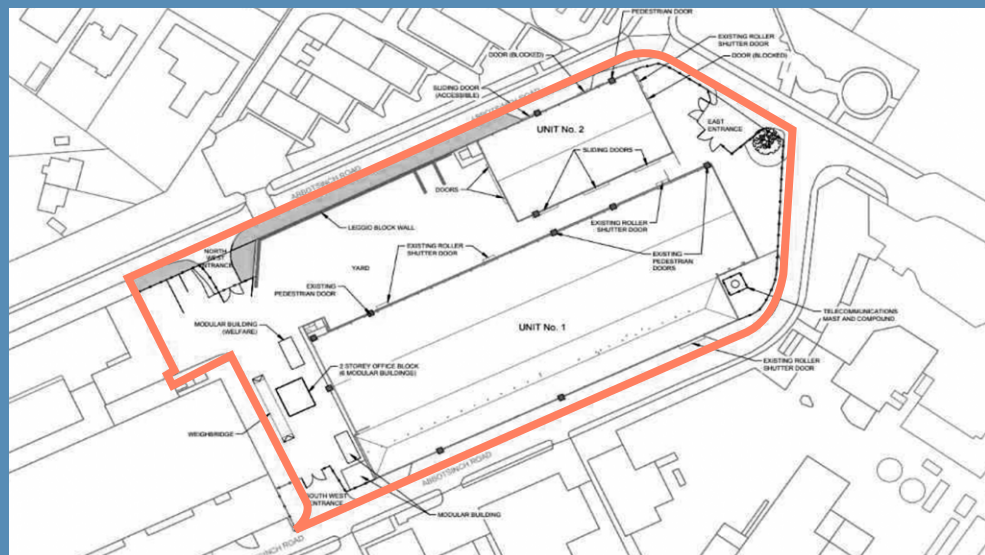 PEDESTRIAN DOOR
EXISTING ROLLER
SHUTTER DOOR
DOOR (BLOCKED)
DOOR (BLOCKED)
SLIDING DOOR
(ACCESSIBLE)
ABBOTSINCH ROAD
UNIT No. 2
EAST
ENTRANCE
SLIDING DOORS
ABBOTSINCH ROAD
DOORS
LEGGIO BLOCK WALL
EXISTING ROLLER
SHUTTER DOOR
EXISTING ROLLER
SHUTTER DOOR
NORTH
WEST
ENTRANCE
YARD
EXISTING
PEDESTRIAN
DOORS
EXISTING
PEDESTRIAN DOOR
TELECOMMUNICATIONS
MAST AND COMPOUND
MODULAR BUILDING
(WELFARE)
UNIT No. 1
EXISTING ROLLER
SHUTTER DOOR
2 STOREY OFFICE BLOCK
(6 MODULAR BUILDINGS)
WEIGHBRIDGE
ABBOTSINCH ROAD
SOUTH WEST
ENTRANCE
MODULAR BUILDING
ABBOTSINCH ROAD